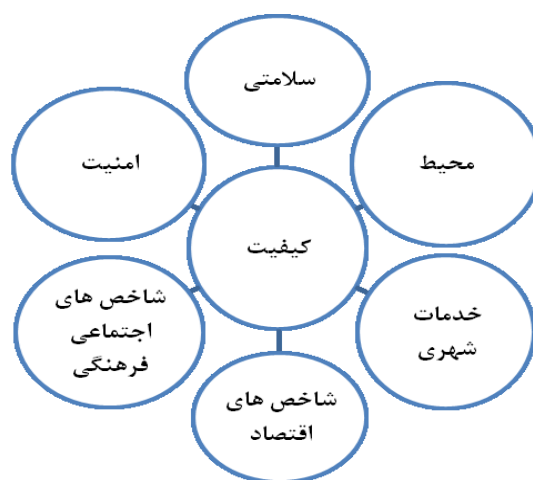 سلامتی
محیط
امنیت
کیفیت
خدمات
شهری
شاخص های
اجتماعی
فرهنگی
شاخص های
اقتصاد